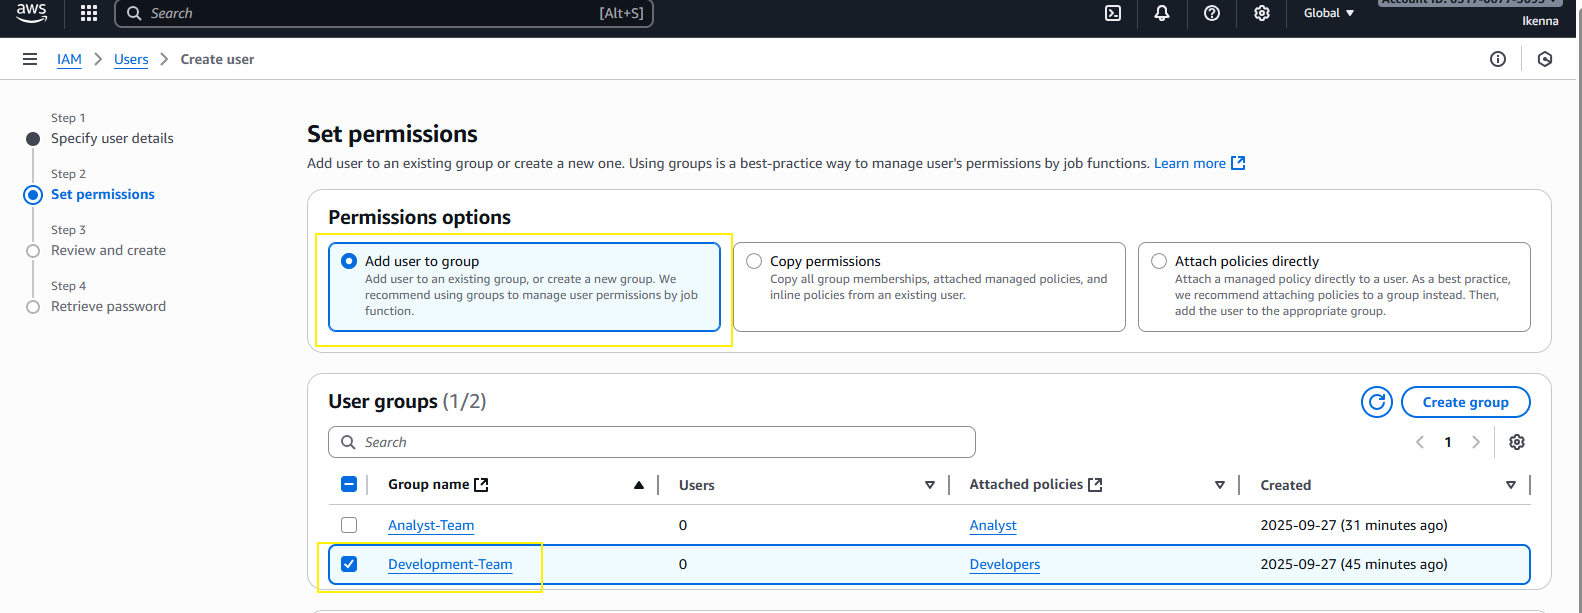 aws
Search
[Alt+S]
Global
Ikenna
IAM
Users
Create user
Step 1
Specify user details
Step 2
Set permissions
Step 3
Review and create
Step 4
Retrieve password
Set permissions
Add user to an existing group or create a new one. Using groups is a best-practice way to manage user's permissions by job functions. Learn more
Permissions options
Add user to group
Add user to an existing group, or create a new group. We
recommend using groups to manage user permissions by job
function.
Copy permissions
Copy all group memberships, attached managed policies, and
inline policies from an existing user.
Attach policies directly
Attach a managed policy directly to a user. As a best practice,
we recommend attaching policies to a group instead. Then,
add the user to the appropriate group.
User groups (1/2)
Create group
Search
1
Group name Users Attached policies Created
Analyst-Team 0 Analyst 2025-09-27 (31 minutes ago)
Development-Team 0 Developers 2025-09-27 (45 minutes ago)